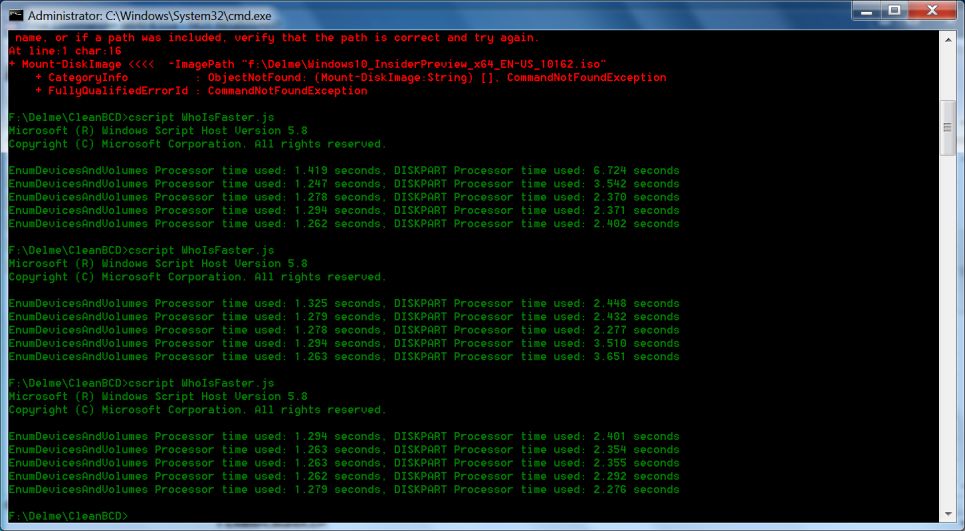 Administrator: C:\Windows\System32\cmd.exe
name, or if a path was included, verify that the path is correct and try again.
At line:1 char:16
+ Mount-DiskImage <<<<  -ImagePath "f:\Delme\Windows10_InsiderPreview_x64_EN-US_10162.iso"
    + CategoryInfo          : ObjectNotFound: (Mount-DiskImage:String) [], CommandNotFoundException
    + FullyQualifiedErrorId : CommandNotFoundException
F:\Delme\CleanBCD>cscript WhoIsFaster.js
Microsoft (R) Windows Script Host Version 5.8
Copyright (C) Microsoft Corporation. All rights reserved.
EnumDevicesAndVolumes Processor time used: 1.419 seconds, DISKPART Processor time used: 6.724 seconds
EnumDevicesAndVolumes Processor time used: 1.247 seconds, DISKPART Processor time used: 3.542 seconds
EnumDevicesAndVolumes Processor time used: 1.278 seconds, DISKPART Processor time used: 2.370 seconds
EnumDevicesAndVolumes Processor time used: 1.294 seconds, DISKPART Processor time used: 2.371 seconds
EnumDevicesAndVolumes Processor time used: 1.262 seconds, DISKPART Processor time used: 2.402 seconds
F:\Delme\CleanBCD>cscript WhoIsFaster.js
Microsoft (R) Windows Script Host Version 5.8
Copyright (C) Microsoft Corporation. All rights reserved.
EnumDevicesAndVolumes Processor time used: 1.325 seconds, DISKPART Processor time used: 2.448 seconds
EnumDevicesAndVolumes Processor time used: 1.279 seconds, DISKPART Processor time used: 2.432 seconds
EnumDevicesAndVolumes Processor time used: 1.278 seconds, DISKPART Processor time used: 2.277 seconds
EnumDevicesAndVolumes Processor time used: 1.294 seconds, DISKPART Processor time used: 3.510 seconds
EnumDevicesAndVolumes Processor time used: 1.263 seconds, DISKPART Processor time used: 3.651 seconds
F:\Delme\CleanBCD>cscript WhoIsFaster.js
Microsoft (R) Windows Script Host Version 5.8
Copyright (C) Microsoft Corporation. All rights reserved.
EnumDevicesAndVolumes Processor time used: 1.294 seconds, DISKPART Processor time used: 2.401 seconds
EnumDevicesAndVolumes Processor time used: 1.263 seconds, DISKPART Processor time used: 2.354 seconds
EnumDevicesAndVolumes Processor time used: 1.263 seconds, DISKPART Processor time used: 2.355 seconds
EnumDevicesAndVolumes Processor time used: 1.262 seconds, DISKPART Processor time used: 2.292 seconds
EnumDevicesAndVolumes Processor time used: 1.279 seconds, DISKPART Processor time used: 2.276 seconds
F:\Delme\CleanBCD>